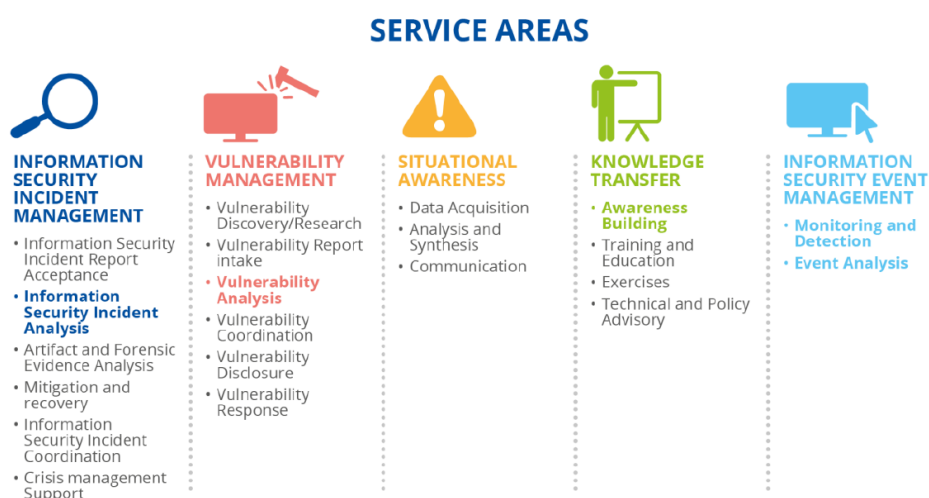 SERVICE AREAS
INFORMATION
SECURITY
INCIDENT
MANAGEMENT
• Information Security
Incident Report
Acceptance
• Information
Security Incident
Analysis
• Artifact and Forensic
Evidence Analysis
• Mitigation and
recovery
• Information
Security Incident
Coordination
• Crisis management
Support
VULNERABILITY
MANAGEMENT
• Vulnerability
Discovery/Research
• Vulnerability Report
intake
• Vulnerability
Analysis
• Vulnerability
Coordination
• Vulnerability
Disclosure
• Vulnerability
Response
SITUATIONAL
AWARENESS
• Data Acquisition
• Analysis and
Synthesis
• Communication
KNOWLEDGE
TRANSFER
• Awareness
Building
• Training and
Education
• Exercises
• Technical and Policy
Advisory
INFORMATION
SECURITY EVENT
MANAGEMENT
• Monitoring and
Detection
• Event Analysis